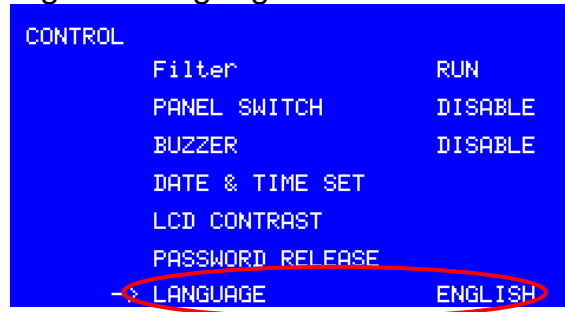 CONTROL
Filter RUN
PANEL SWITCH DISABLE
BUZZER DISABLE
DATE & TIME SET
LCD CONTRAST
PASSWORD RELEASE
-> LANGUAGE ENGLISH